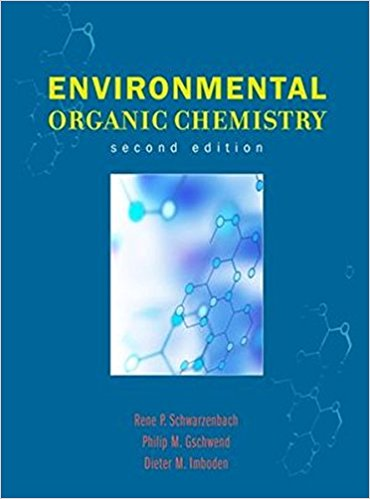 ENVIRONMENTAL
ORGANIC CHEMISTRY
second edition
Rene P. Schwarzenbach
Philip M. Gschwend
Dieter M. Imboden